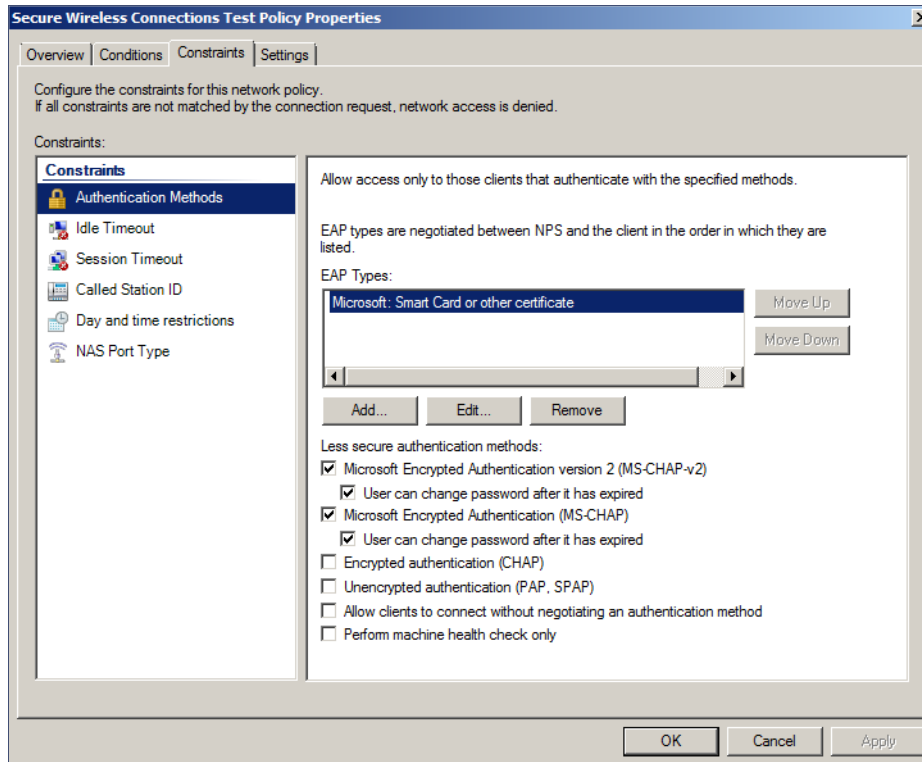 Secure Wireless Connections Test Policy Properties
Overview Conditions Constraints Settings
Configure the constraints for this network policy.
If all constraints are not matched by the connection request, network access is denied.
Constraints:
Constraints
Authentication Methods
Idle Timeout
Session Timeout
Called Station ID
Day and time restrictions
NAS Port Type
Allow access only to those clients that authenticate with the specified methods.
EAP types are negotiated between NPS and the client in the order in which they are
listed.
EAP Types:
Microsoft: Smart Card or other certificate
Move Up
Move Down
Add... Edit... Remove
Less secure authentication methods:
Microsoft Encrypted Authentication version 2 (MS-CHAP-v2)
User can change password after it has expired
Microsoft Encrypted Authentication (MS-CHAP)
User can change password after it has expired
Encrypted authentication (CHAP)
Unencrypted authentication (PAP, SPAP)
Allow clients to connect without negotiating an authentication method
Perform machine health check only
OK Cancel Apply